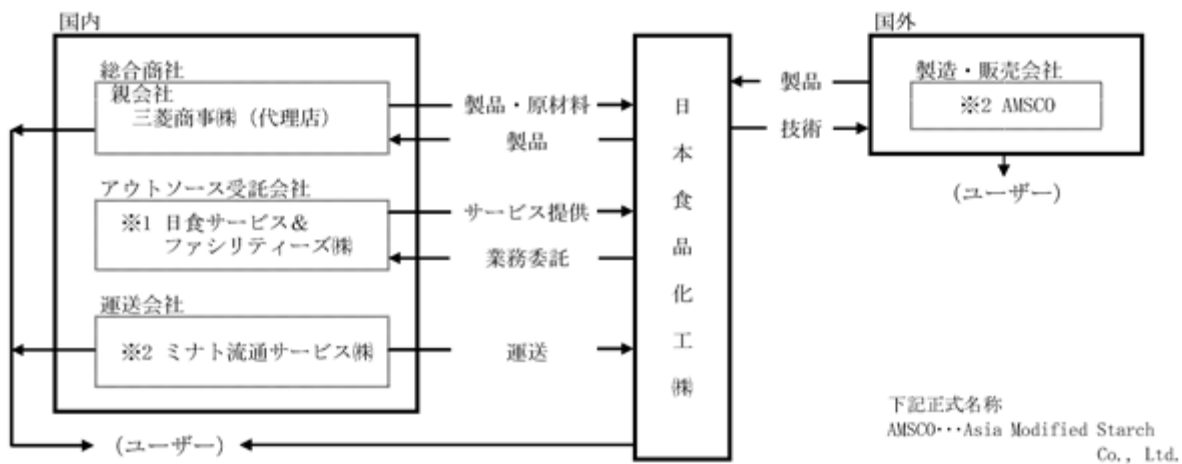 国内
総合商社
親会社
三菱商事㈱（代理店）
アウトソース受託会社
※1 日食サービス＆
ファシリティーズ㈱
運送会社
※2 ミナト流通サービス㈱
（ユーザー）
製品・原材料
製品
サービス提供
業務委託
運送
日本食品化工㈱
製品
技術
国外
製造・販売会社
※2 AMSCO
（ユーザー）
下記正式名称
AMSCO･･･Asia Modified Starch
Co., Ltd.